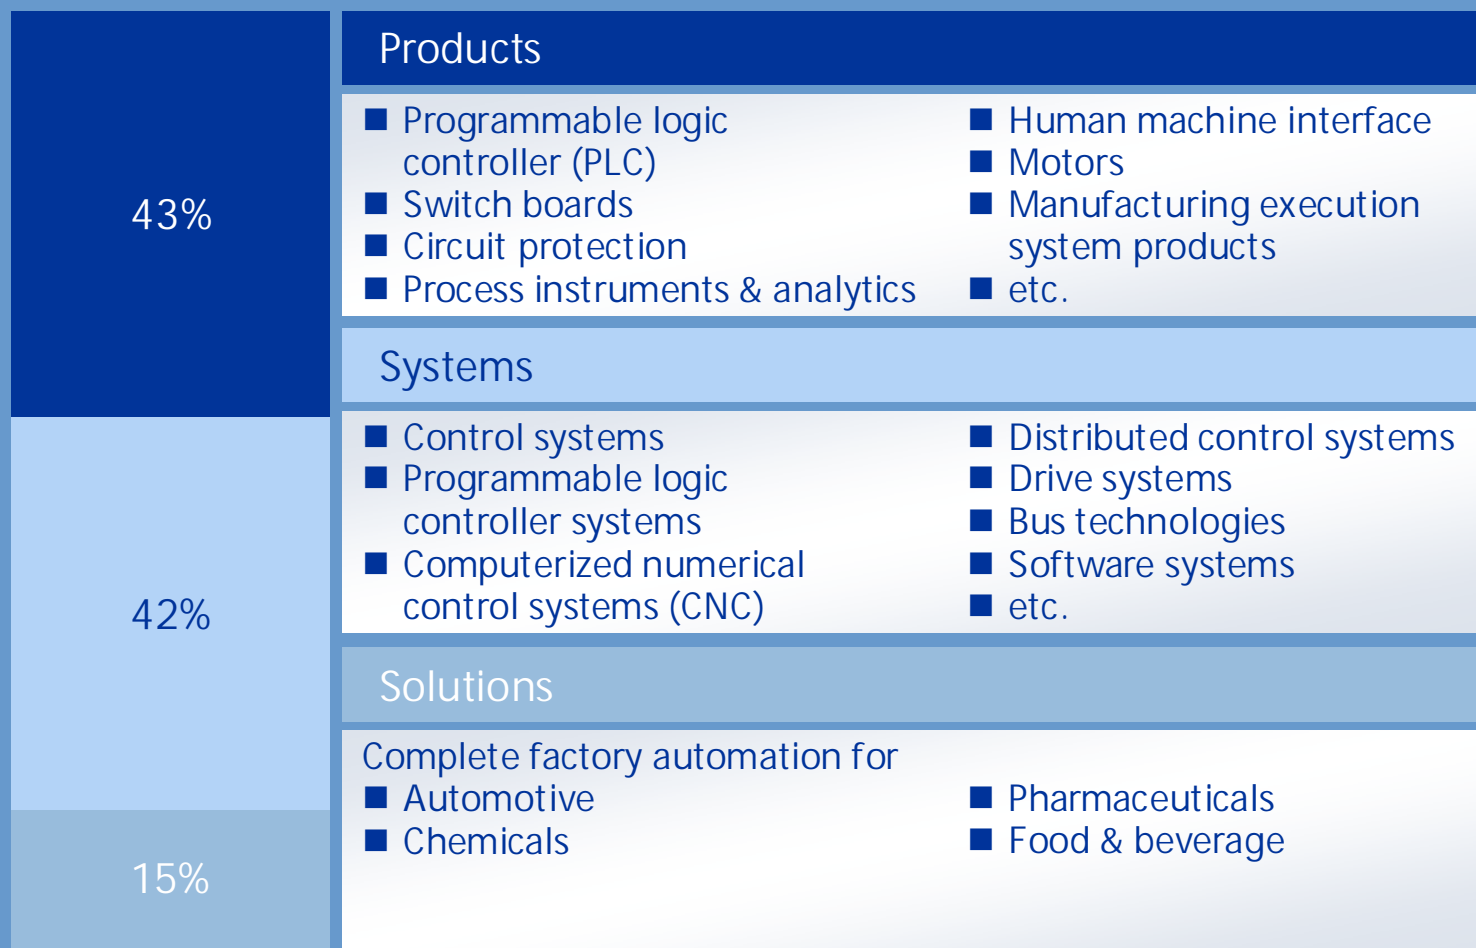 43%
42%
15%
Products
■ Programmable logic
controller (PLC)
■ Switch boards
■ Circuit protection
■ Process instruments & analytics
■ Human machine interface
■ Motors
■ Manufacturing execution
system products
■ etc.
Systems
■ Control systems
■ Programmable logic
controller systems
■ Computerized numerical
control systems (CNC)
■ Distributed control systems
■ Drive systems
■ Bus technologies
■ Software systems
■ etc.
Solutions
Complete factory automation for
■ Automotive
■ Chemicals
■ Pharmaceuticals
■ Food & beverage